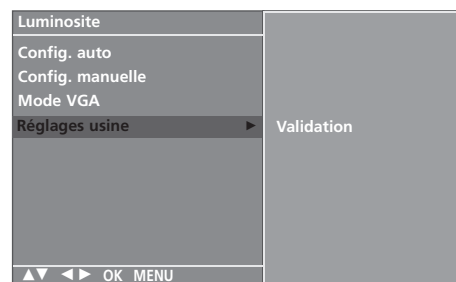 Luminosite
Config. auto
Config. manuelle
Mode VGA
Réglages usine ►
Validation
▲▼ ◄► OK MENU